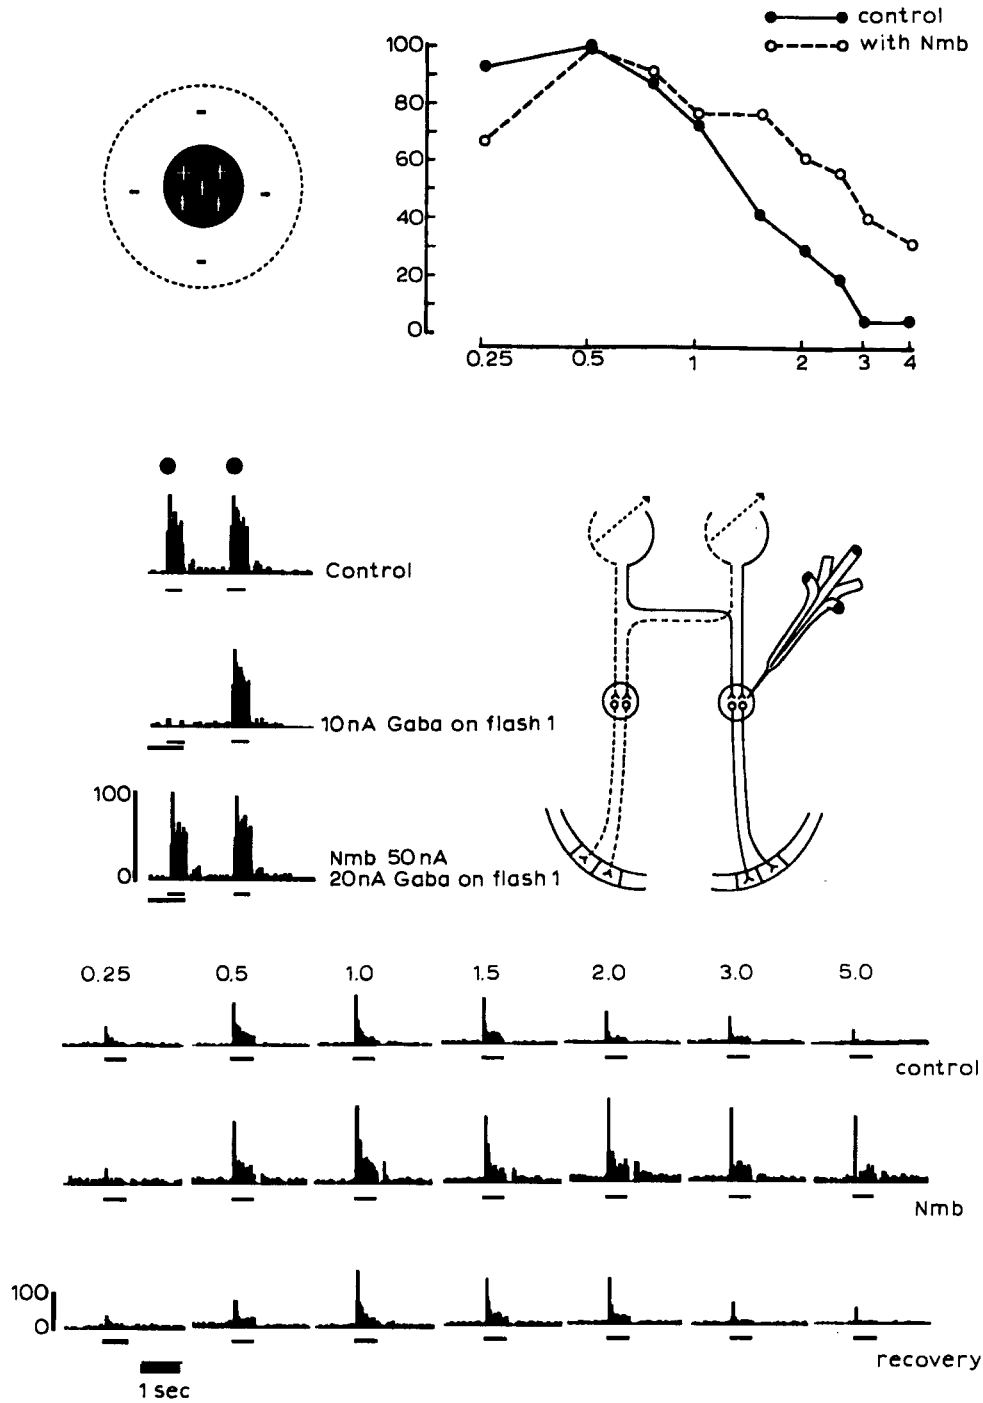 control
with Nmb
100
80
60
40
20
0
0.25 0.5 1 2 3 4
Control
10nA Gaba on flash 1
100
0
Nmb 50nA
20nA Gaba on flash 1
0.25 0.5 1.0 1.5 2.0 3.0 5.0
control
Nmb
100
0
recovery
1 sec